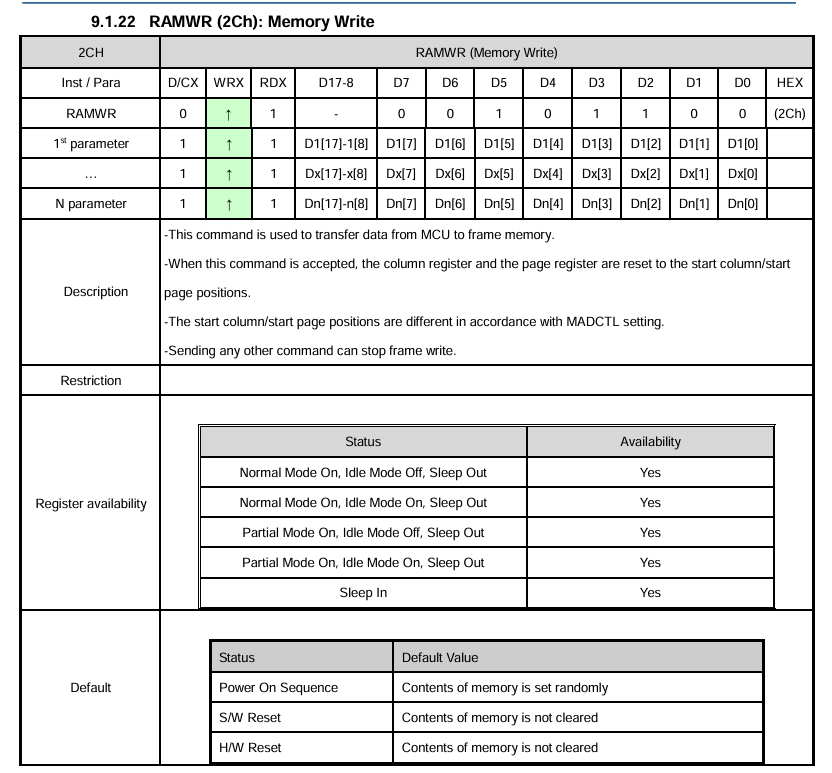 9.1.22 RAMWR (2Ch): Memory Write
2CH RAMWR (Memory Write)
Inst / Para D/CX WRX RDX D17-8 D7 D6 D5 D4 D3 D2 D1 D0 HEX
RAMWR 0 ↑ 1 - 0 0 1 0 1 1 0 0 (2Ch)
1st parameter 1 ↑ 1 D1[17]-1[8] D1[7] D1[6] D1[5] D1[4] D1[3] D1[2] D1[1] D1[0]
… 1 ↑ 1 Dx[17]-x[8] Dx[7] Dx[6] Dx[5] Dx[4] Dx[3] Dx[2] Dx[1] Dx[0]
N parameter 1 ↑ 1 Dn[17]-n[8] Dn[7] Dn[6] Dn[5] Dn[4] Dn[3] Dn[2] Dn[1] Dn[0]
Description
-This command is used to transfer data from MCU to frame memory.
-When this command is accepted, the column register and the page register are reset to the start column/start
page positions.
-The start column/start page positions are different in accordance with MADCTL setting.
-Sending any other command can stop frame write.
Restriction
Register availability
Status Availability
Normal Mode On, Idle Mode Off, Sleep Out Yes
Normal Mode On, Idle Mode On, Sleep Out Yes
Partial Mode On, Idle Mode Off, Sleep Out Yes
Partial Mode On, Idle Mode On, Sleep Out Yes
Sleep In Yes
Default
Status Default Value
Power On Sequence Contents of memory is set randomly
S/W Reset Contents of memory is not cleared
H/W Reset Contents of memory is not cleared